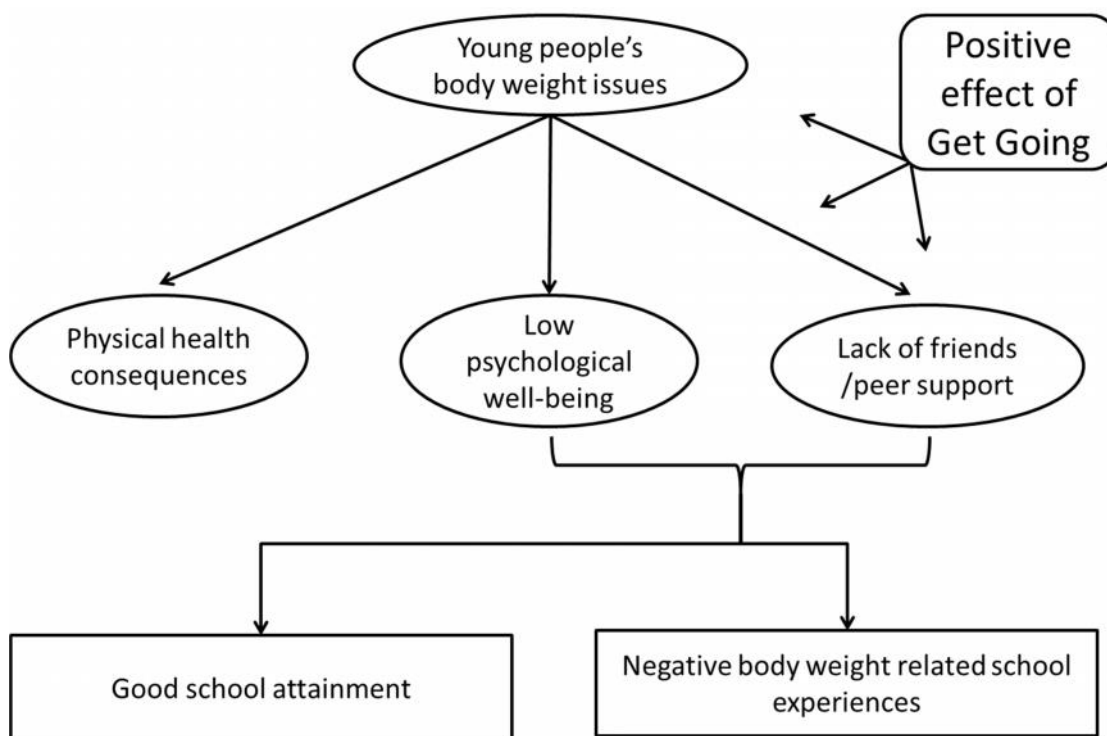 Young people’s
body weight issues
Positive
effect of
Get Going
Physical health
consequences
Low
psychological
well-being
Lack of friends
/peer support
Good school attainment
Negative body weight related school
experiences